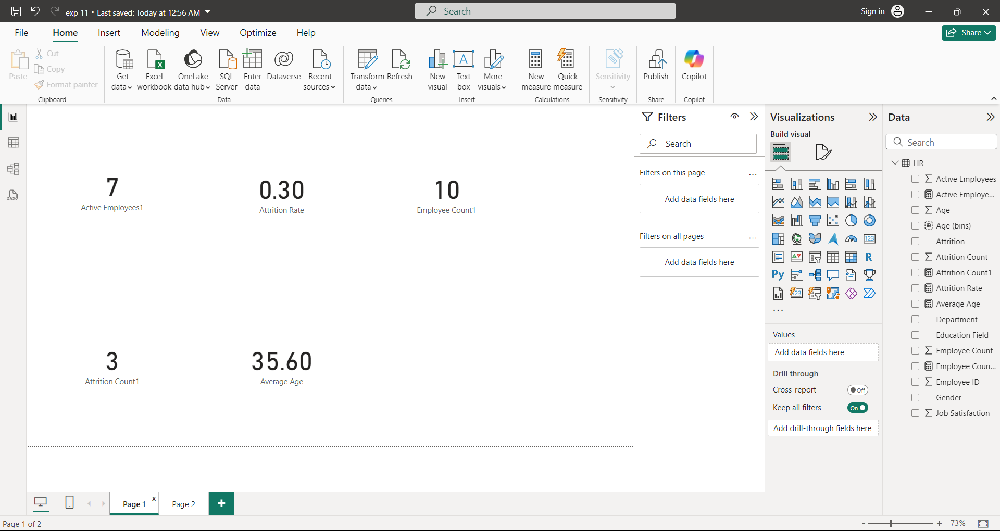 exp 11 • Last saved: Today at 12:56 AM
Search
Sign in
File
Home
Insert
Modeling
View
Optimize
Help
Share
Paste
Cut
Copy
Format painter
Clipboard
Get data
Excel workbook
OneLake data hub
SQL Server
Enter data
Dataverse
Recent sources
Data
Transform data
Refresh
Queries
New visual
Text box
More visuals
Insert
New measure
Quick measure
Calculations
Sensitivity
Sensitivity
Publish
Share
Copilot
Copilot
DAX
7
Active Employees1
0.30
Attrition Rate
10
Employee Count1
3
Attrition Count1
35.60
Average Age
Filters
Search
Filters on this page
...
Add data fields here
Filters on all pages
...
Add data fields here
Visualizations
Build visual
123
R
Py
123
...
Values
Add data fields here
Drill through
Cross-report
Off
Keep all filters
On
Add drill-through fields here
Data
Search
HR
Active Employees
Active Employe...
Age
Age (bins)
Attrition
Attrition Count
Attrition Count1
Attrition Rate
Average Age
Department
Education Field
Employee Count
Employee Coun...
Employee ID
Gender
Job Satisfaction
Page 1
x
Page 2
+
Page 1 of 2
-
+
73%